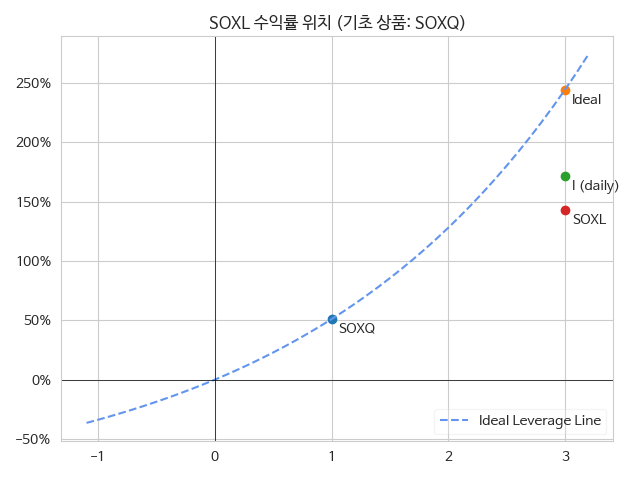 SOXL 수익률 위치 (기초 상품: SOXQ)
250%
200%
150%
100%
50%
0%
−50%
Ideal
I (daily)
SOXL
SOXQ
Ideal Leverage Line
−1
0
1
2
3